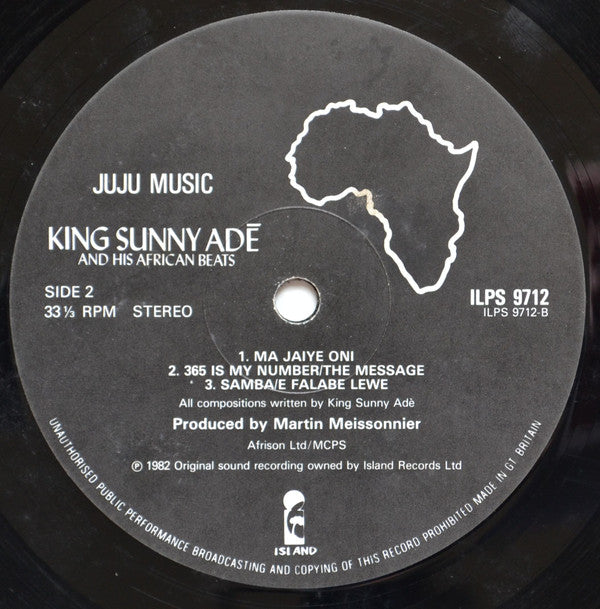 JUJU MUSIC
KING SUNNY ADĒ
AND HIS AFRICAN BEATS
SIDE 2
33 ⅓ RPM STEREO
ILPS 9712
ILPS 9712-B
1. MA JAIYE ONI
2. 365 IS MY NUMBER/THE MESSAGE
3. SAMBA/E FALABE LEWE
All compositions written by King Sunny Adè
Produced by Martin Meissonnier
Afrison Ltd/MCPS
℗ 1982 Original sound recording owned by Island Records Ltd
ISLAND
UNAUTHORISED PUBLIC PERFORMANCE BROADCASTING AND COPYING OF THIS RECORD PROHIBITED MADE IN GT. BRITAIN